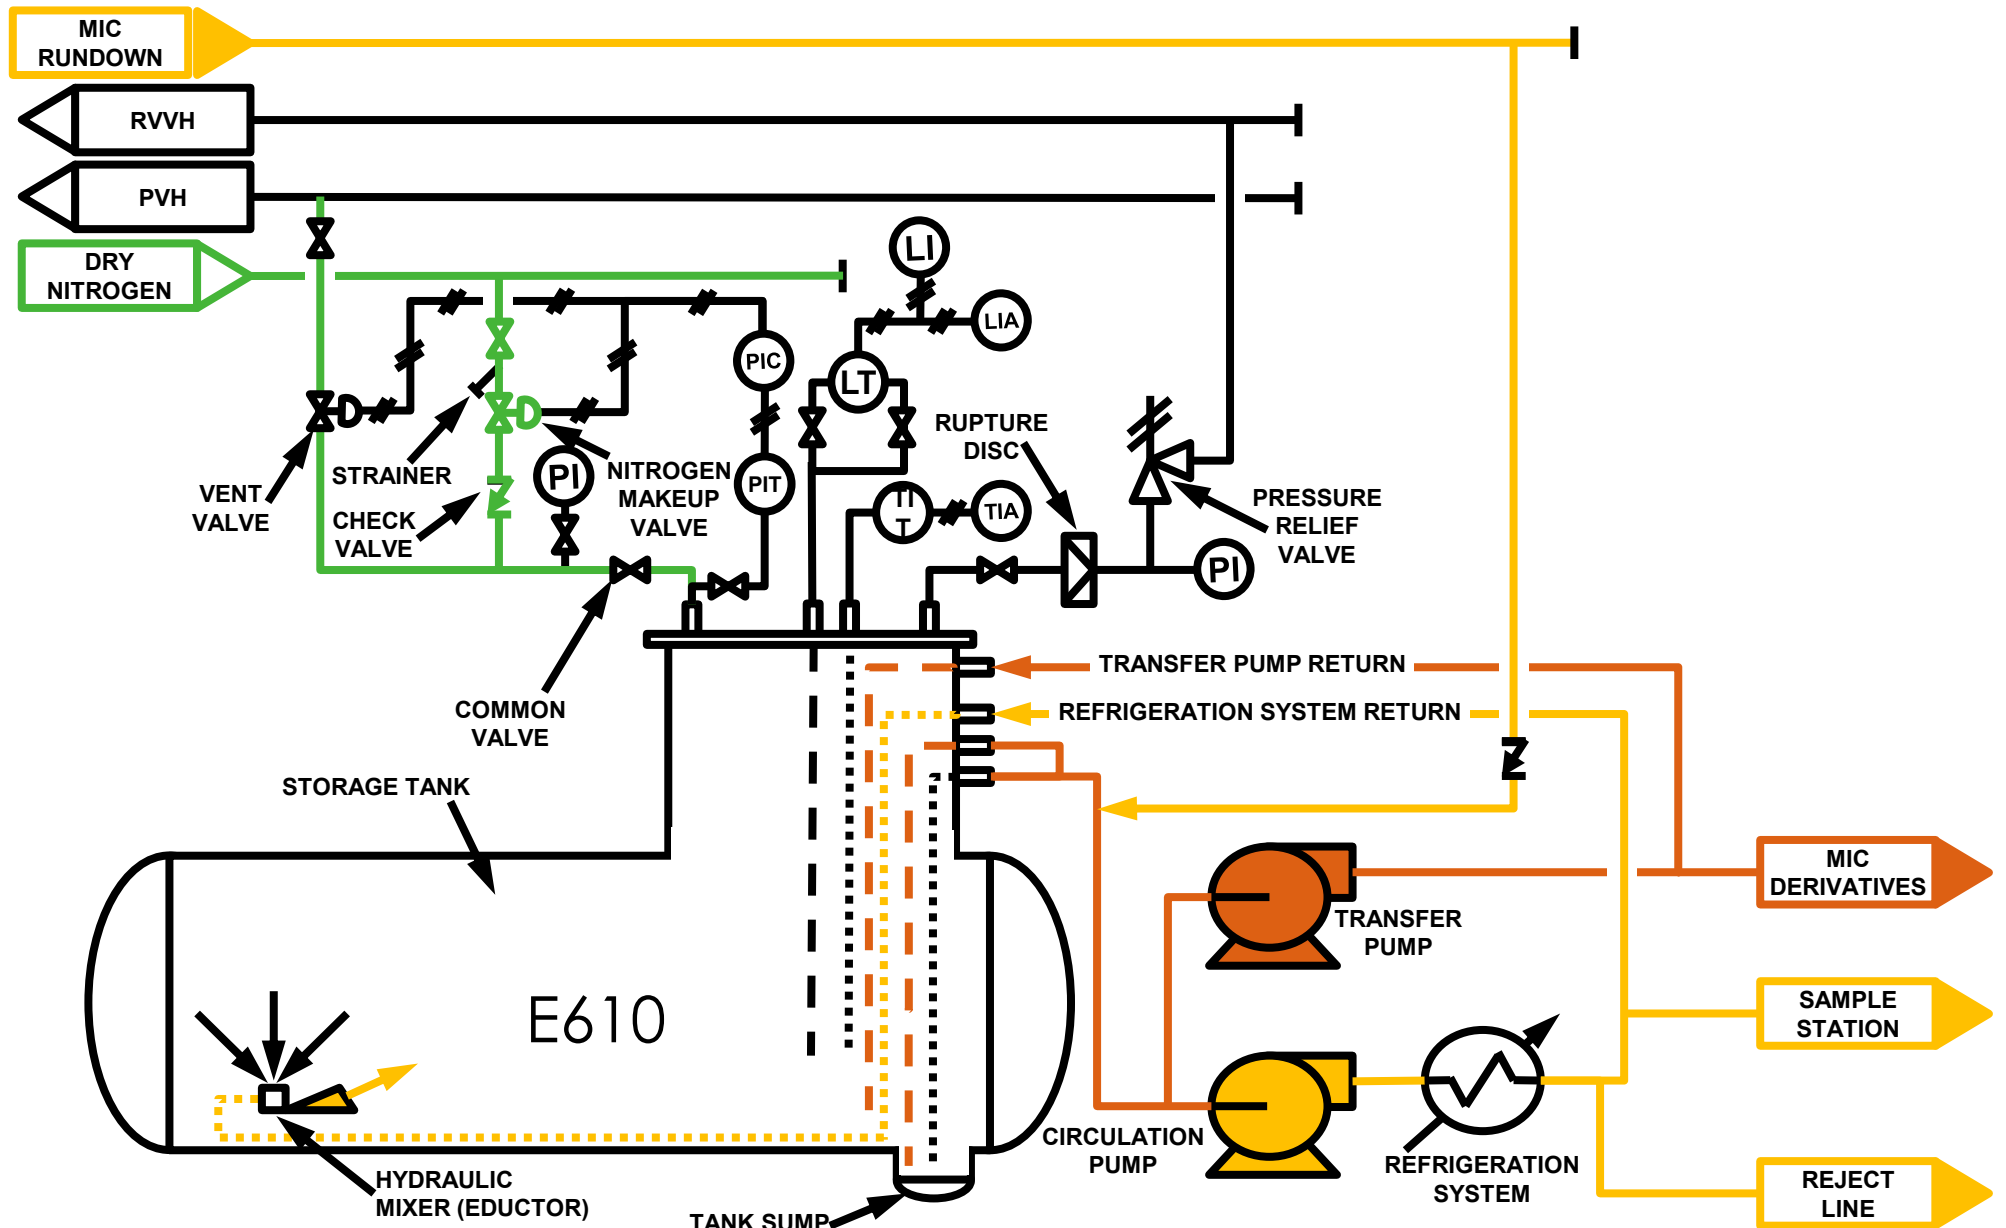 MIC
RUNDOWN
RVVH
PVH
DRY
NITROGEN
LI
LIA
PIC
LT
RUPTURE
DISC
STRAINER
PI
NITROGEN
MAKEUP
VALVE
PIT
VENT
VALVE
CHECK
VALVE
TI
T
TIA
PRESSURE
RELIEF
VALVE
PI
TRANSFER PUMP RETURN
REFRIGERATION SYSTEM RETURN
COMMON
VALVE
STORAGE TANK
MIC
DERIVATIVES
TRANSFER
PUMP
E610
SAMPLE
STATION
CIRCULATION
PUMP
REFRIGERATION
SYSTEM
HYDRAULIC
MIXER (EDUCTOR)
REJECT
LINE
TANK SUMP